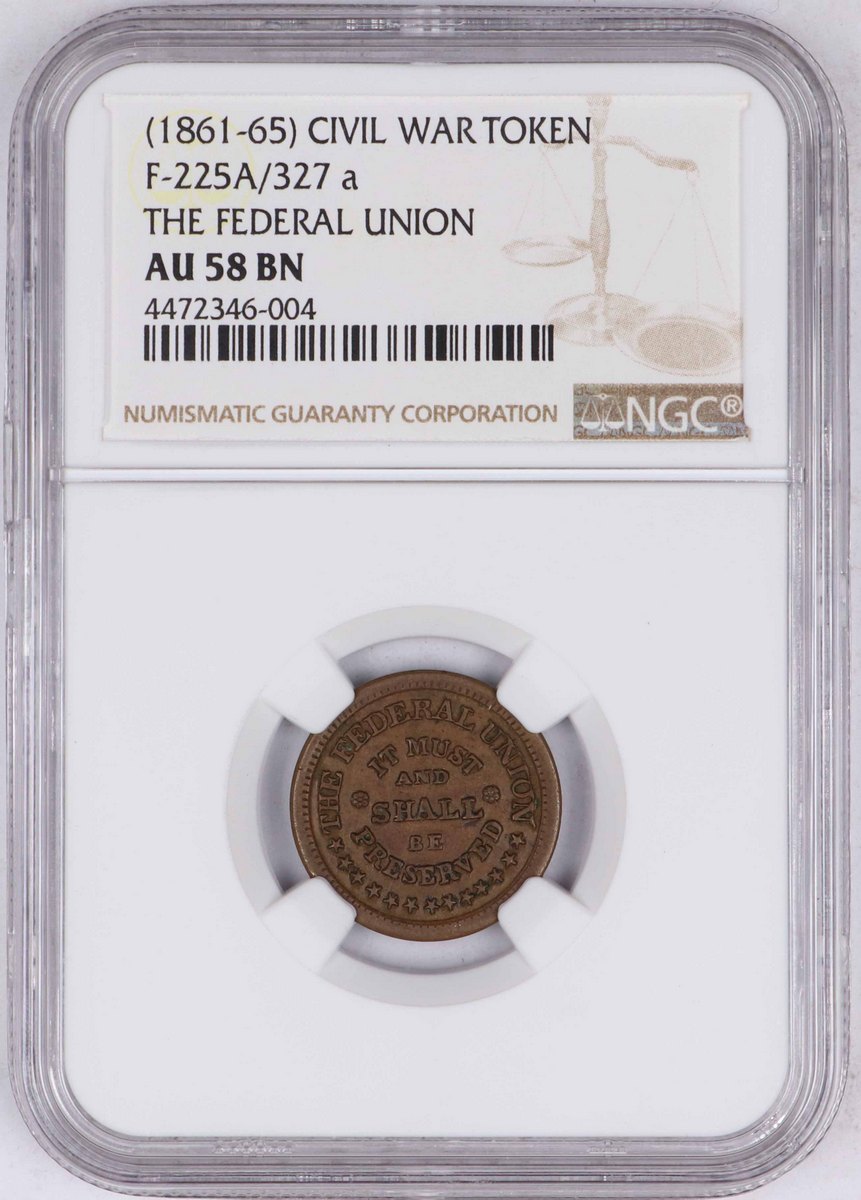 (1861-65) CIVIL WAR TOKEN
F-225A/327 a
THE FEDERAL UNION
AU 58 BN
4472346-004
NUMISMATIC GUARANTY CORPORATION
NGC®
THE FEDERAL UNION
IT MUST
AND
SHALL
BE
PRESERVED